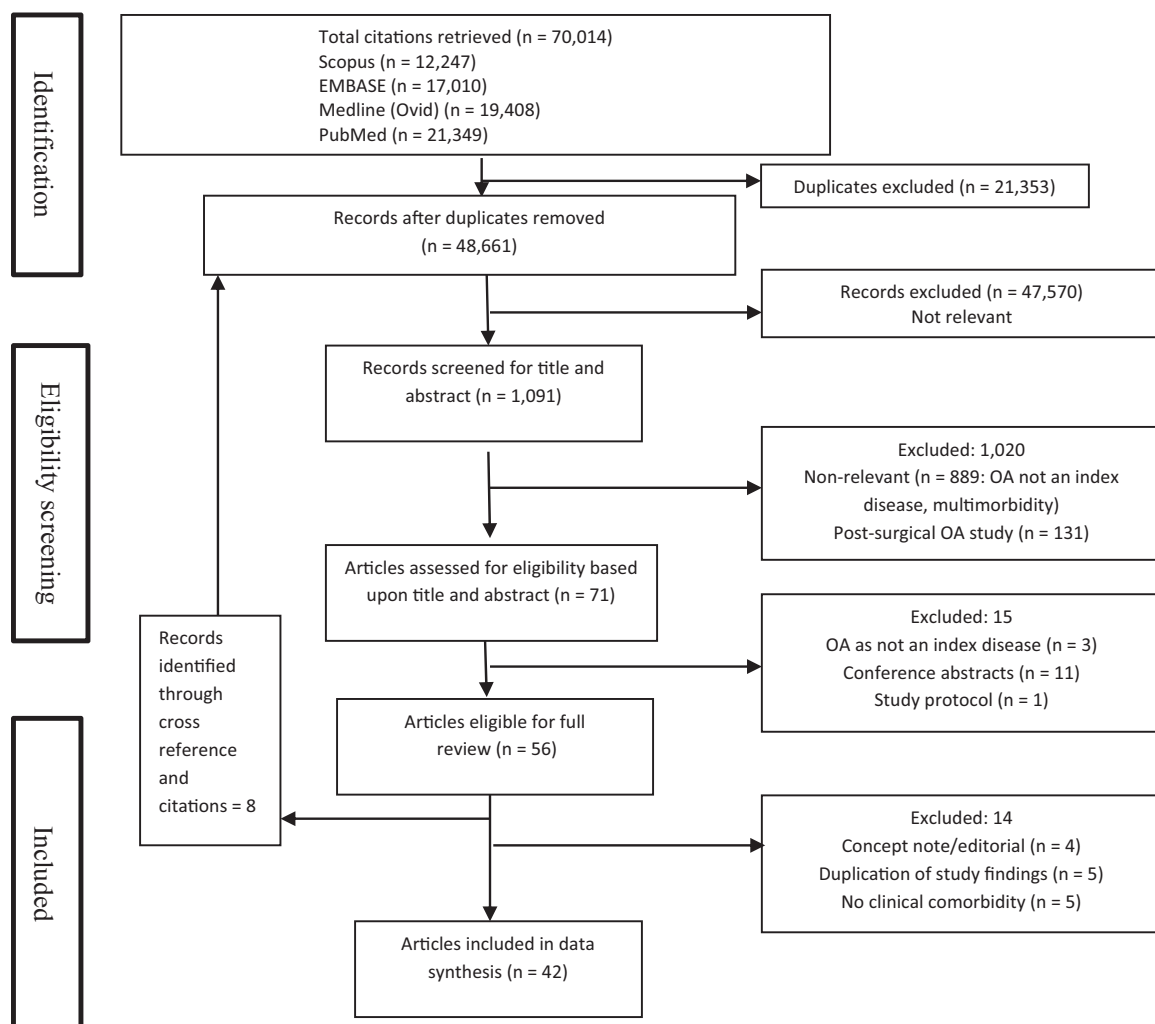 Identification
Total citations retrieved (n = 70,014)
Scopus (n = 12,247)
EMBASE (n = 17,010)
Medline (Ovid) (n = 19,408)
PubMed (n = 21,349)
Duplicates excluded (n = 21,353)
Records after duplicates removed
(n = 48,661)
Records excluded (n = 47,570)
Not relevant
Eligibility screening
Records screened for title and
abstract (n = 1,091)
Excluded: 1,020
Non-relevant (n = 889: OA not an index
disease, multimorbidity)
Post-surgical OA study (n = 131)
Articles assessed for eligibility based
upon title and abstract (n = 71)
Excluded: 15
OA as not an index disease (n = 3)
Conference abstracts (n = 11)
Study protocol (n = 1)
Records
identified
through
cross
reference
and
citations = 8
Articles eligible for full
review (n = 56)
Included
Excluded: 14
Concept note/editorial (n = 4)
Duplication of study findings (n = 5)
No clinical comorbidity (n = 5)
Articles included in data
synthesis (n = 42)